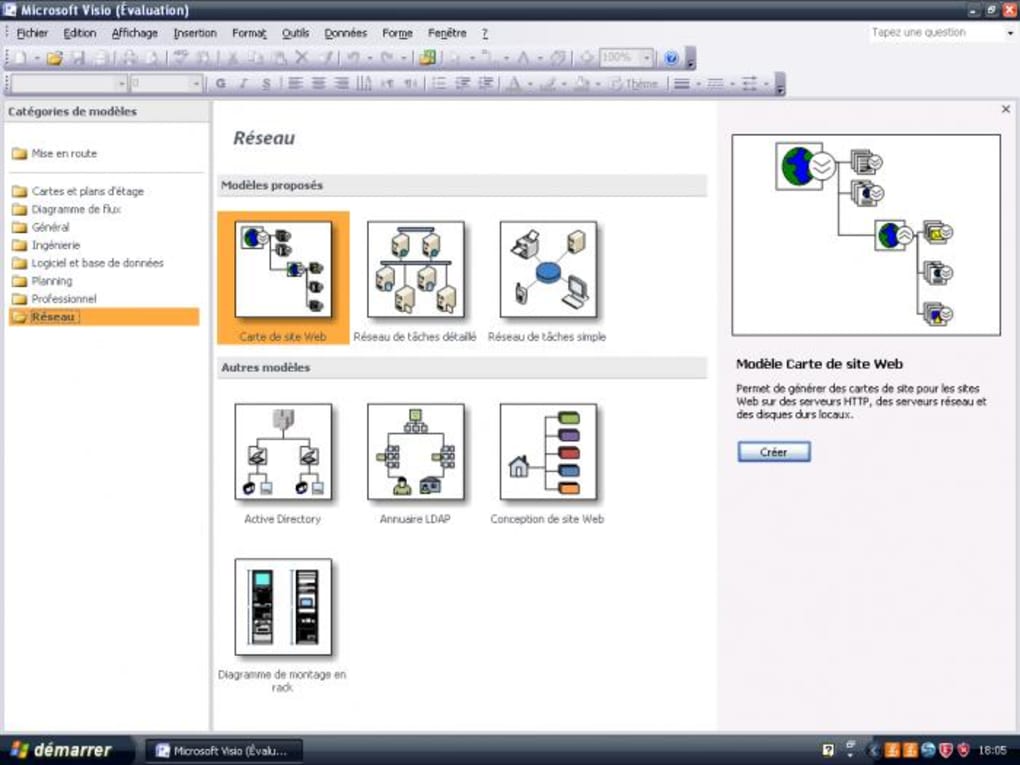 Microsoft Visio (Évaluation)
Fichier Edition Affichage Insertion Format Outils Données Forme Fenêtre ?
Tapez une question
100%
0 G I S Thème
Catégories de modèles
Mise en route
Cartes et plans d'étage
Diagramme de flux
Général
Ingénierie
Logiciel et base de données
Planning
Professionnel
Réseau
Réseau
Modèles proposés
Carte de site Web
Réseau de tâches détaillé
Réseau de tâches simple
Autres modèles
Active Directory
Annuaire LDAP
Conception de site Web
Diagramme de montage en
rack
Modèle Carte de site Web
Permet de générer des cartes de site pour les sites
Web sur des serveurs HTTP, des serveurs réseau et
des disques durs locaux.
Créer
démarrer
Microsoft Visio (Évalu...
18:05